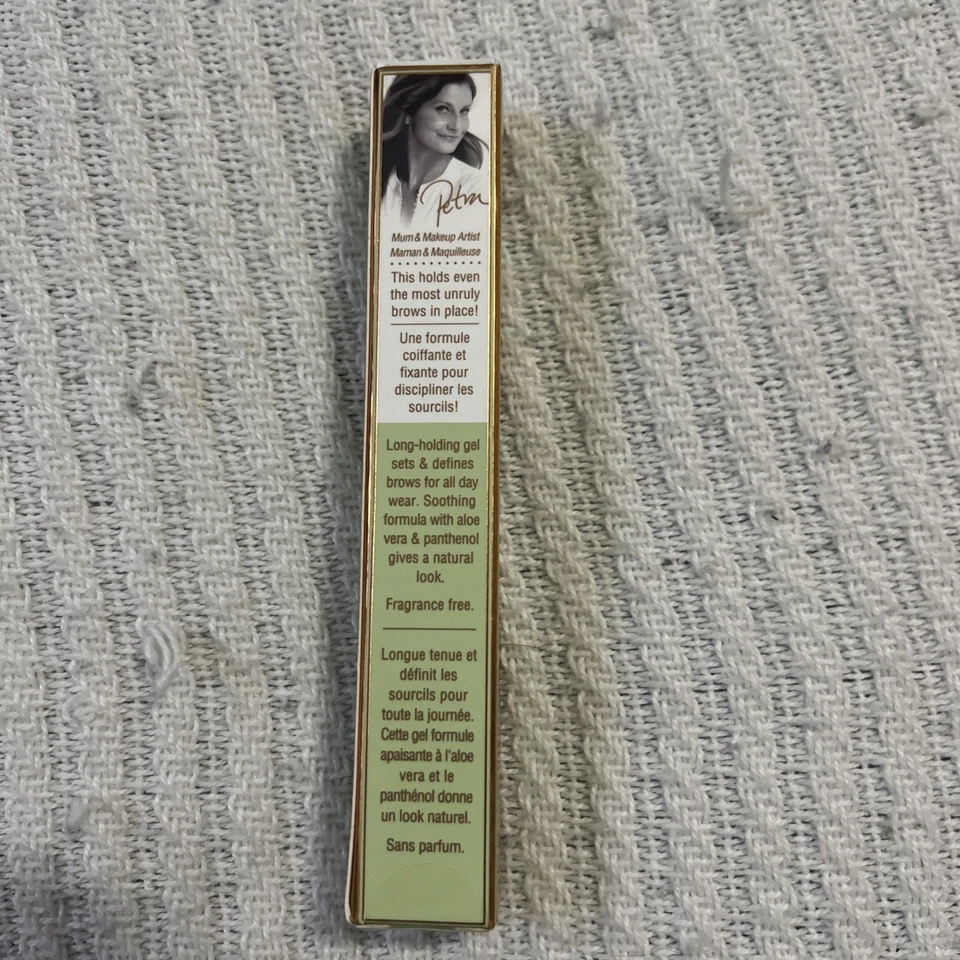 Petra
Mum & Makeup Artist
Maman & Maquilleuse
This holds even
the most unruly
brows in place!
Une formule
coiffante et
fixante pour
discipliner les
sourcils!
Long-holding gel
sets & defines
brows for all day
wear. Soothing
formula with aloe
vera & panthenol
gives a natural
look.
Fragrance free.
Longue tenue et
définit les
sourcils pour
toute la journée.
Cette gel formule
apaisante à l'aloe
vera et le
panthénol donne
un look naturel.
Sans parfum.